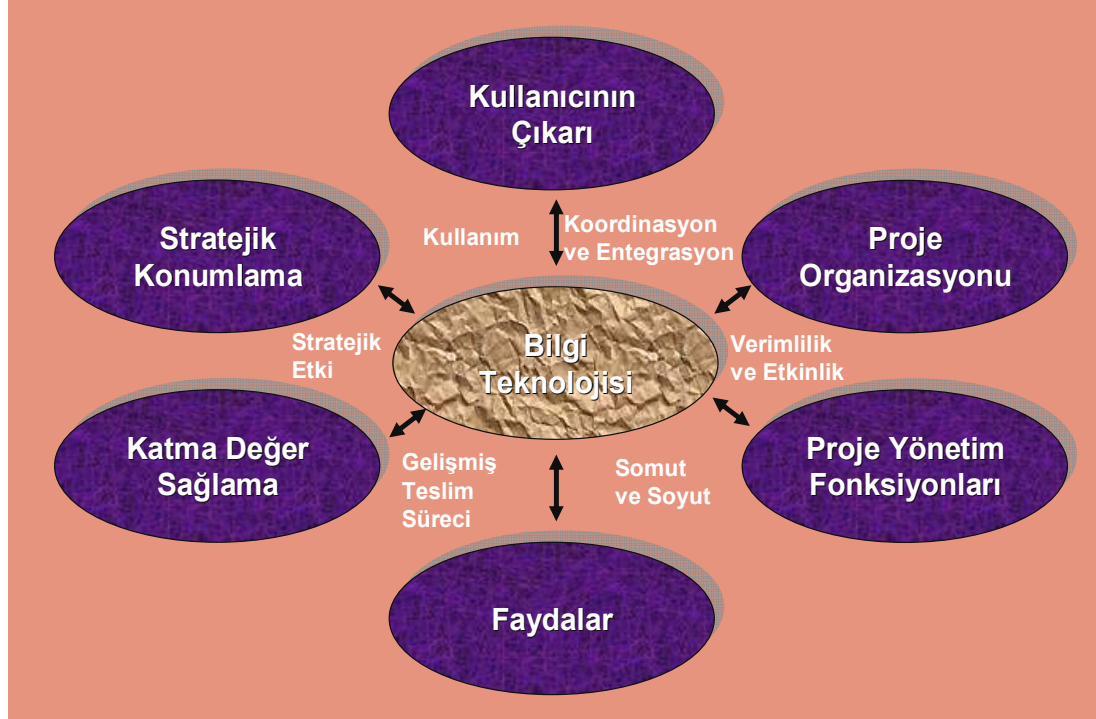 Kullanıcının
Çıkarı
Stratejik
Konumlama
Kullanım
Koordinasyon
ve Entegrasyon
Proje
Organizasyonu
Stratejik
Etki
Bilgi
Teknolojisi
Verimlilik
ve Etkinlik
Katma Değer
Sağlama
Gelişmiş
Teslim
Süreci
Somut
ve Soyut
Proje Yönetim
Fonksiyonları
Faydalar